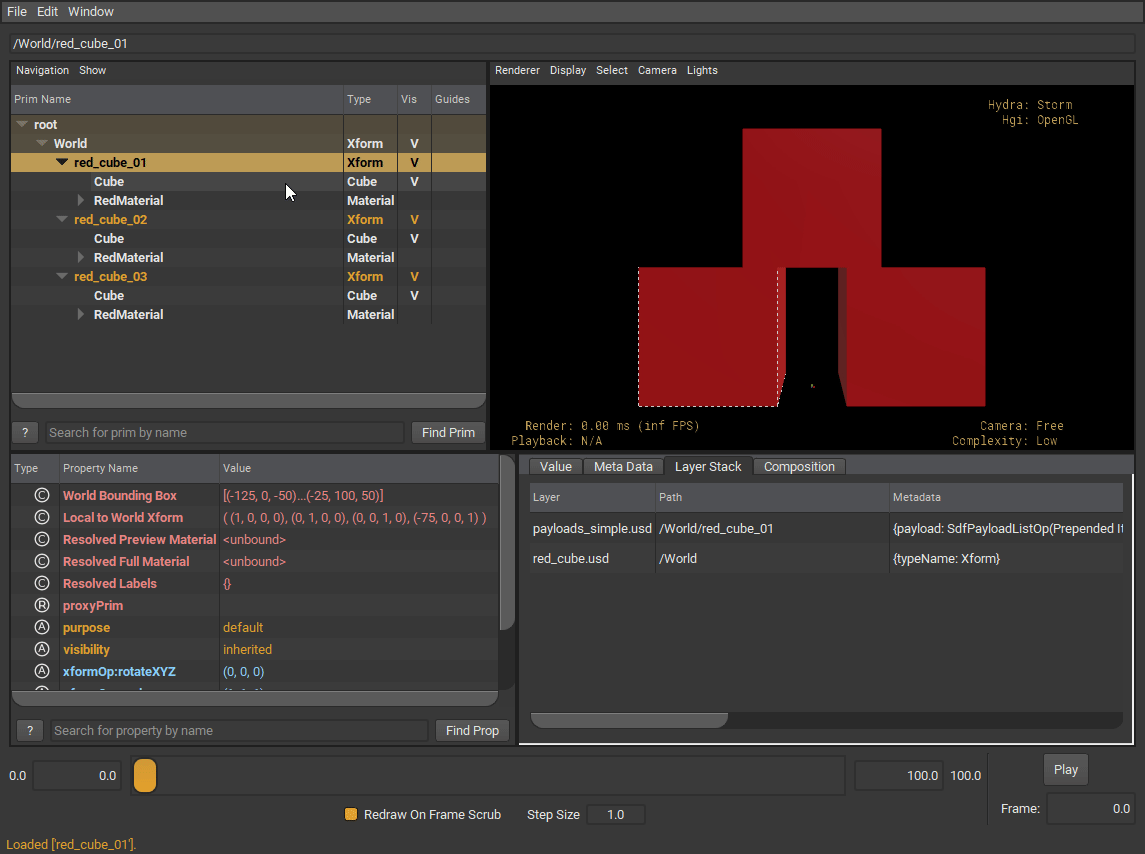 File Edit Window
/World/red_cube_01
Navigation Show
Prim Name Type Vis Guides
root
World Xform V
red_cube_01 Xform V
Cube Cube V
RedMaterial Material
red_cube_02 Xform V
Cube Cube V
RedMaterial Material
red_cube_03 Xform V
Cube Cube V
RedMaterial Material
? Search for prim by name Find Prim
Renderer Display Select Camera Lights
Hydra: Storm
Hgi: OpenGL
Render: 0.00 ms (inf FPS)
Playback: N/A
Camera: Free
Complexity: Low
Type Property Name Value
C World Bounding Box [(-125, 0, -50)...(-25, 100, 50)]
C Local to World Xform ( (1, 0, 0, 0), (0, 1, 0, 0), (0, 0, 1, 0), (-75, 0, 0, 1) )
C Resolved Preview Material <unbound>
C Resolved Full Material <unbound>
C Resolved Labels {}
R proxyPrim
A purpose default
A visibility inherited
A xformOp:rotateXYZ (0, 0, 0)
? Search for property by name Find Prop
Value Meta Data Layer Stack Composition
Layer Path Metadata
payloads_simple.usd /World/red_cube_01 {payload: SdfPayloadListOp(Prepended
red_cube.usd /World {typeName: Xform}
0.0 0.0 100.0 100.0 Play
Redraw On Frame Scrub Step Size 1.0 Frame: 0.0
Loaded ['red_cube_01'].